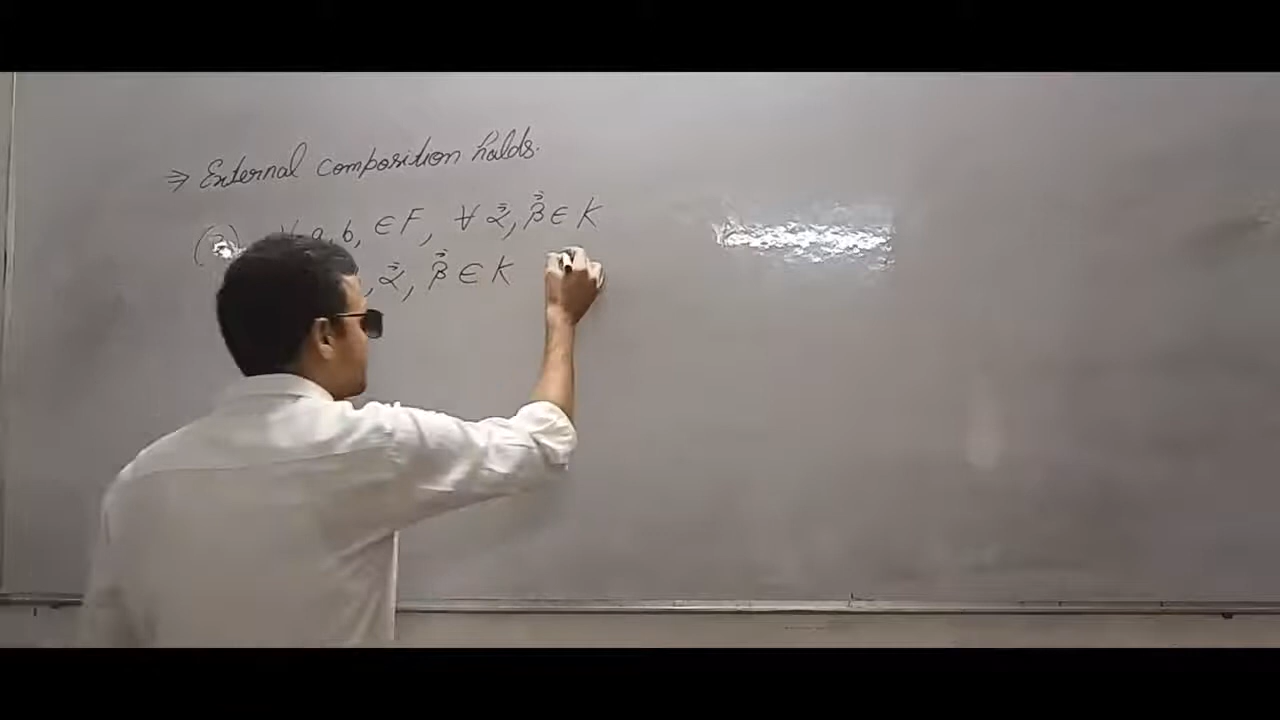 ⇒ External composition holds.
(3) ∀ a, b, ∈ F, ∀ α⃗, β⃗ ∈ K
, α⃗, β⃗ ∈ K